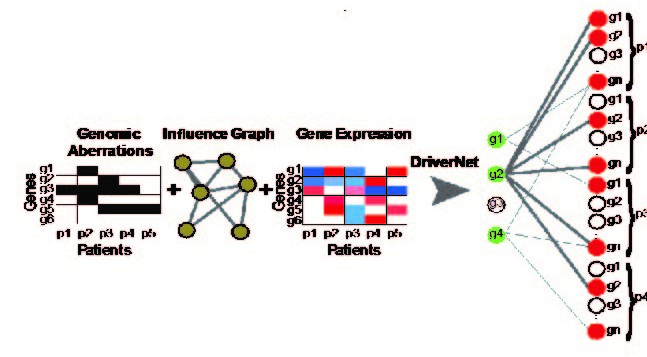 Genomic
Aberrations
Influence Graph
Gene Expression
DriverNet
Genes
g1
g2
g3
g4
g5
g6
p1 p2 p3 p4 p5
Patients
+
+
Genes
g1
g2
g3
g4
g5
g6
p1 p2 p3 p4 p5
Patients
g1
g2
g4
g1
g2
g3
gn
p1
g1
g2
g3
gn
p2
g1
g2
g3
gn
p3
g1
g2
g3
gn
p4